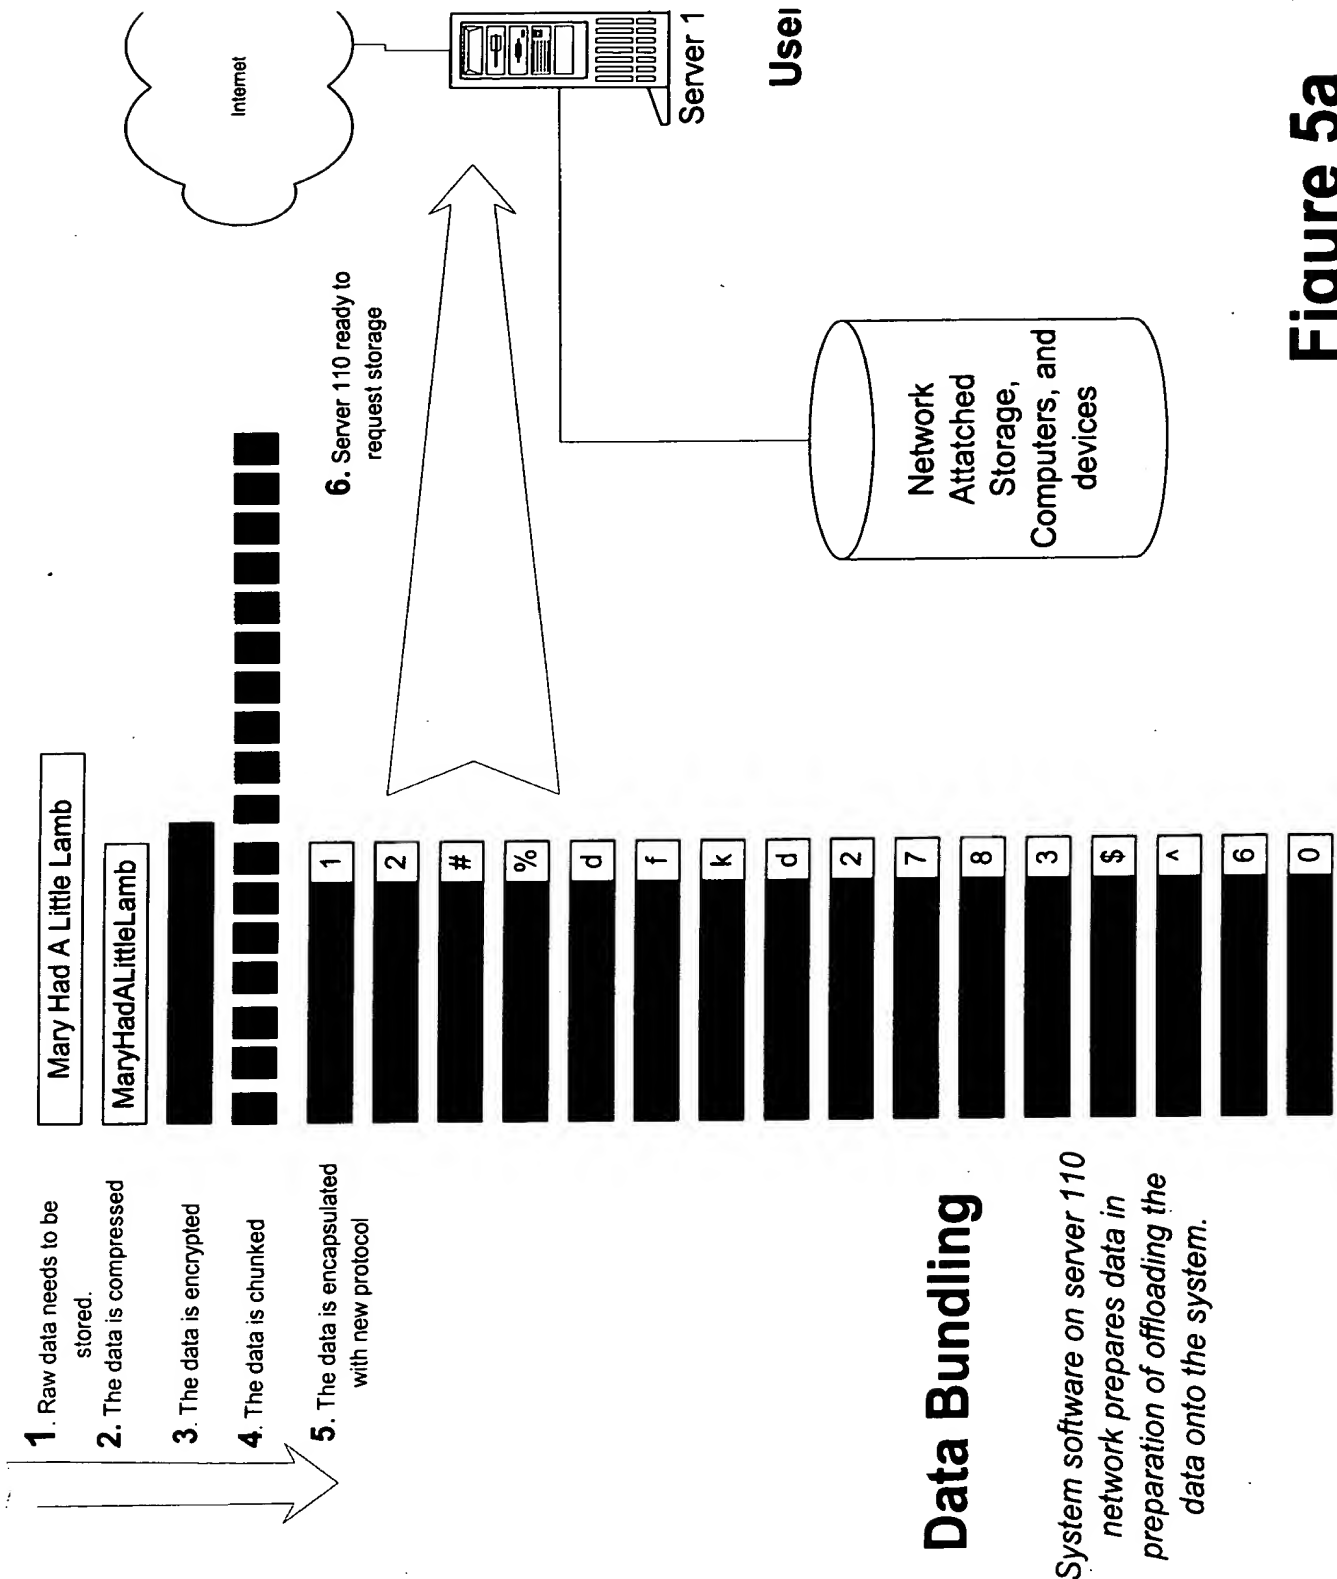 1. Raw data needs to be
stored.
2. The data is compressed
3. The data is encrypted
4. The data is chunked
5. The data is encapsulated
with new protocol
Mary Had A Little Lamb
MaryHadALittleLamb
1
2
#
%
d
f
k
d
2
7
8
3
$
^
6
0
6. Server 110 ready to
request storage
Internet
Server 1
Network
Attatched
Storage,
Computers, and
devices
Data Bundling
System software on server 110
network prepares data in
preparation of offloading the
data onto the system.
Figure 5a